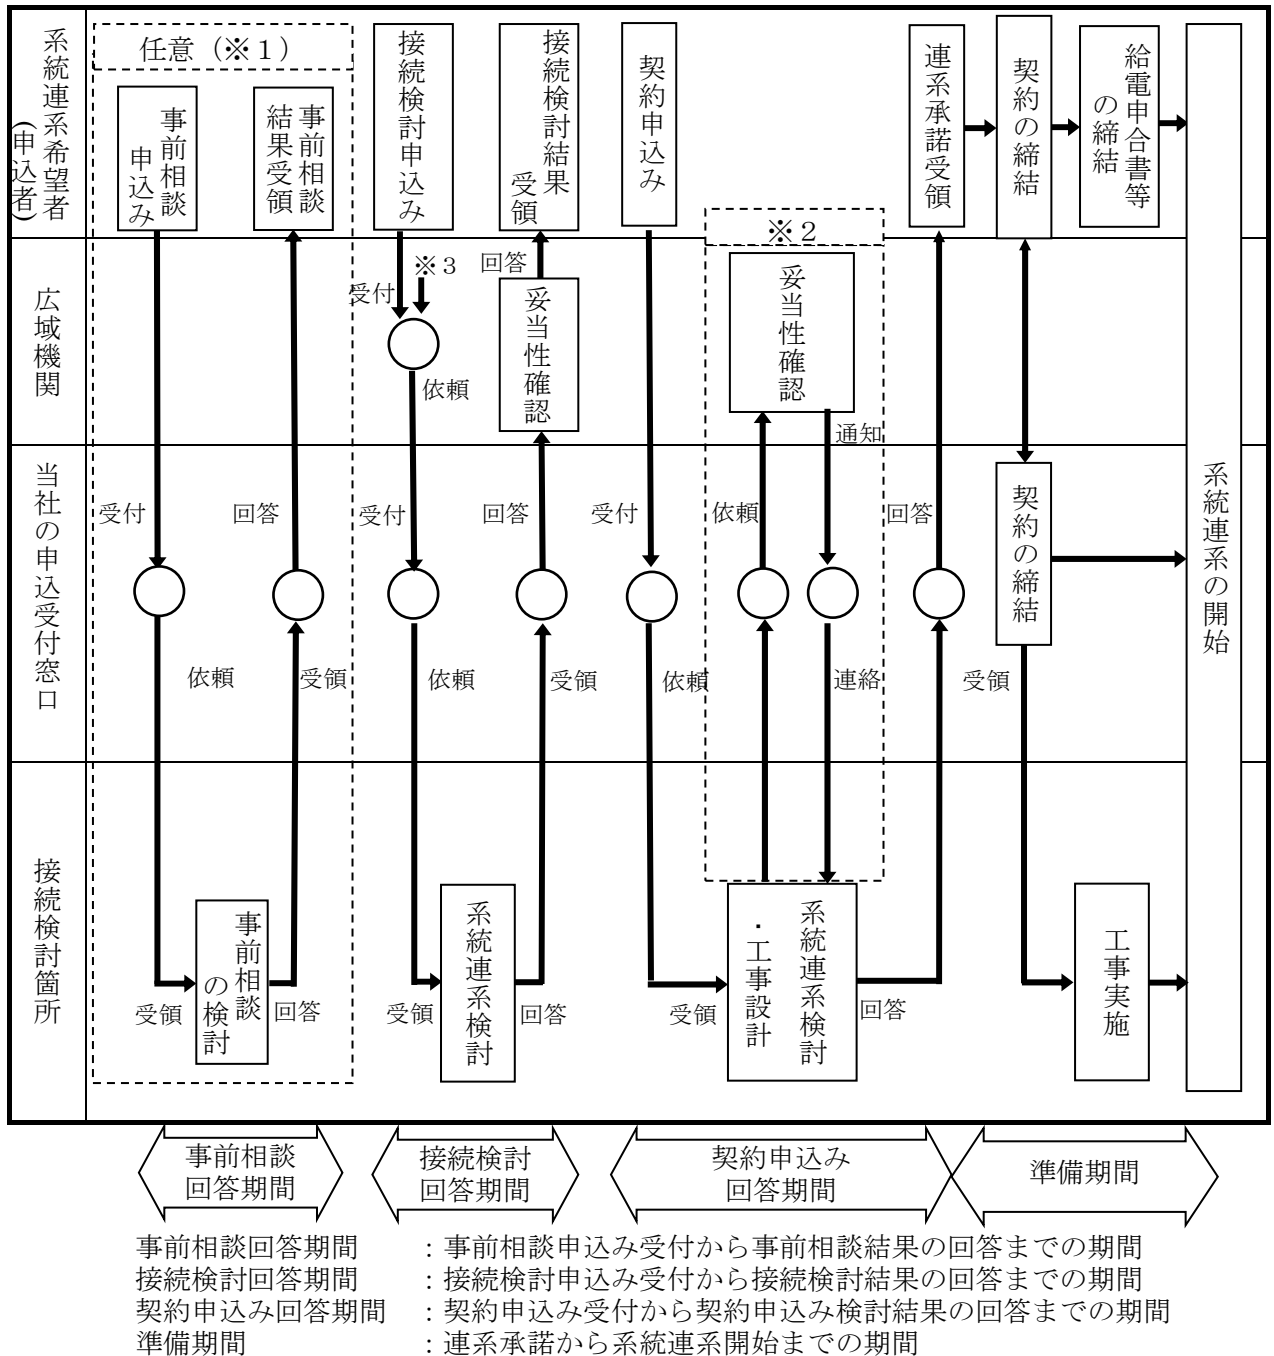 系統連系希望者
(申込者)
任意（※１）
事前相談
申込み
事前相談
結果受領
接続検討申込み
接続検討結果
受領
契約申込み
連系承諾受領
契約の締結
給電申合書等
の締結
※２
広域機関
受付
※３
回答
妥当性確認
依頼
妥当性確認
通知
当社の申込受付窓口
受付
回答
受付
回答
受付
依頼
回答
契約の締結
系統連系の開始
依頼
受領
依頼
受領
依頼
連絡
受領
接続検討箇所
事前相談
の検討
受領
回答
系統連系検討
受領
回答
系統連系検討
・工事設計
受領
回答
工事実施
事前相談
回答期間
接続検討
回答期間
契約申込み
回答期間
準備期間
事前相談回答期間　　：事前相談申込み受付から事前相談結果の回答までの期間
接続検討回答期間　　：接続検討申込み受付から接続検討結果の回答までの期間
契約申込み回答期間　：契約申込み受付から契約申込み検討結果の回答までの期間
準備期間　　　　　　：連系承諾から系統連系開始までの期間